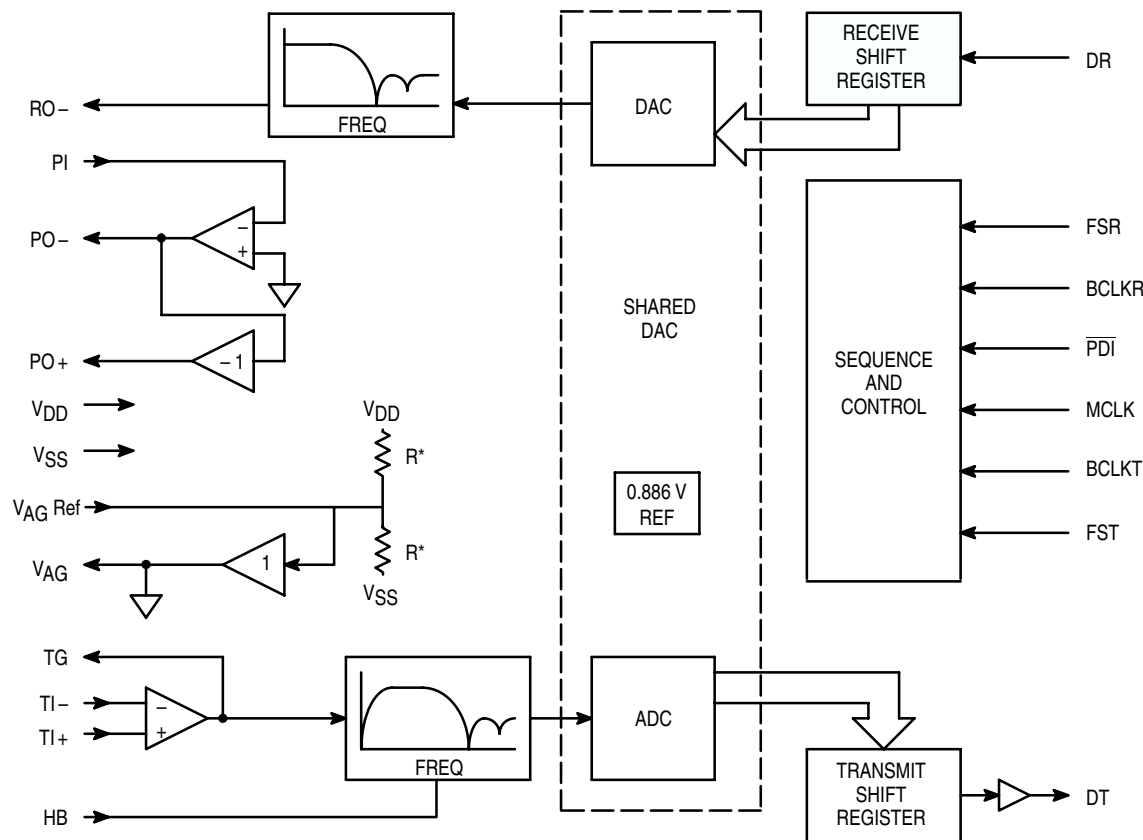 RECEIVE
SHIFT
REGISTER
DR
DAC
RO−
FREQ
PI
PO−
−
+
FSR
BCLKR
SHARED
DAC
PDI
PO+
− 1
SEQUENCE
AND
CONTROL
VDD
VDD
MCLK
VSS
R*
BCLKT
0.886 V
REF
VAG Ref
FST
R*
VAG
1
VSS
TG
TI−
−
TI+
+
ADC
FREQ
TRANSMIT
SHIFT
REGISTER
DT
HB